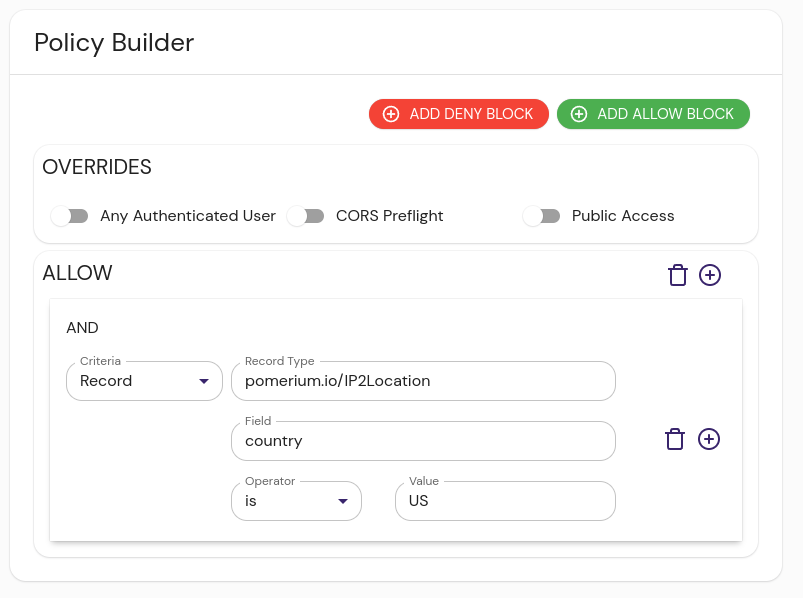 Policy Builder
ADD DENY BLOCK
ADD ALLOW BLOCK
OVERRIDES
Any Authenticated User
CORS Preflight
Public Access
ALLOW
AND
Criteria
Record
Record Type
pomerium.io/IP2Location
Field
country
Operator
is
Value
US